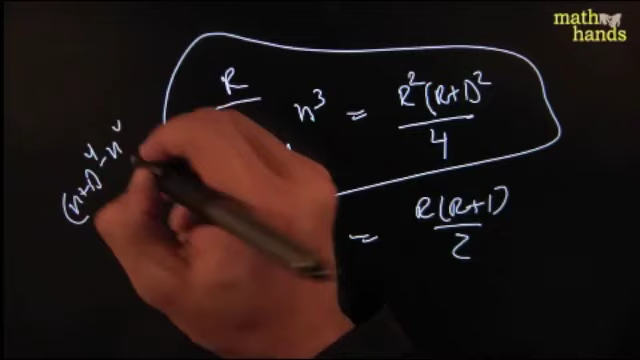 math
hands
R
n³ = R²(R+1)²
4
(n+1)⁴-n⁴
= R(R+1)
2